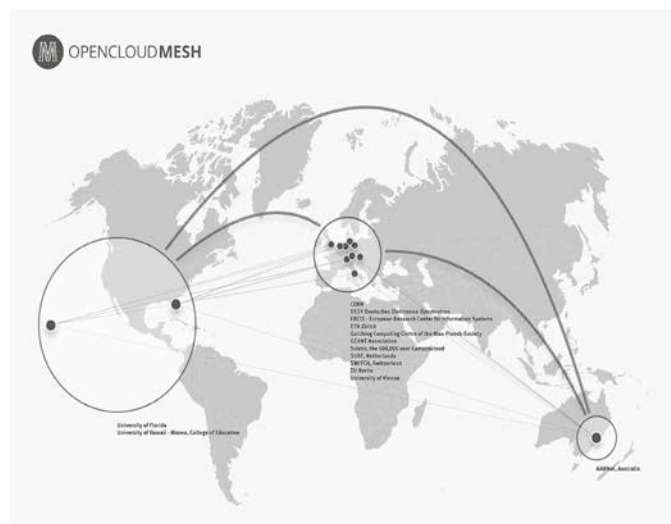 M OPENCLOUDMESH
CERN
DESY Deutsches Elektronen-Synchrotron
ERCIS - European Research Center for Information Systems
ETH Zürich
Garching Computing Centre of the Max-Planck-Society
GÉANT Association
Sciebo, the 500,000 user Campuscloud
SURF, Netherlands
SWITCH, Switzerland
TU Berlin
University of Vienna
University of Florida
University of Hawaii - Manoa, College of Education
AARNet, Australia